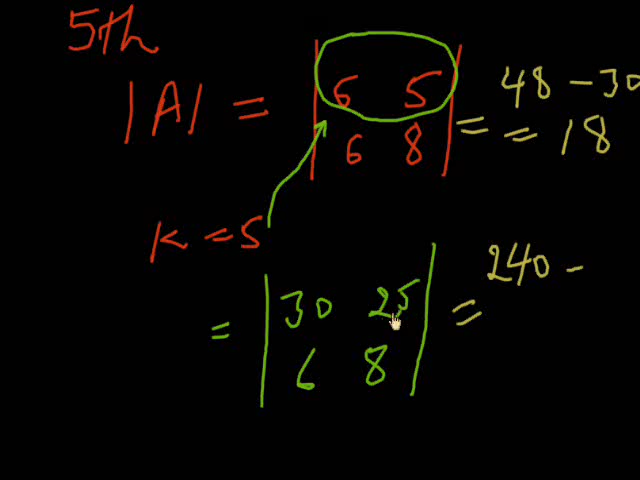 5th
|A| = | 6 5 | = 48 - 30
| 6 8 | = 18
K = 5
= | 30 25 | = 240 -
| 6 8 |